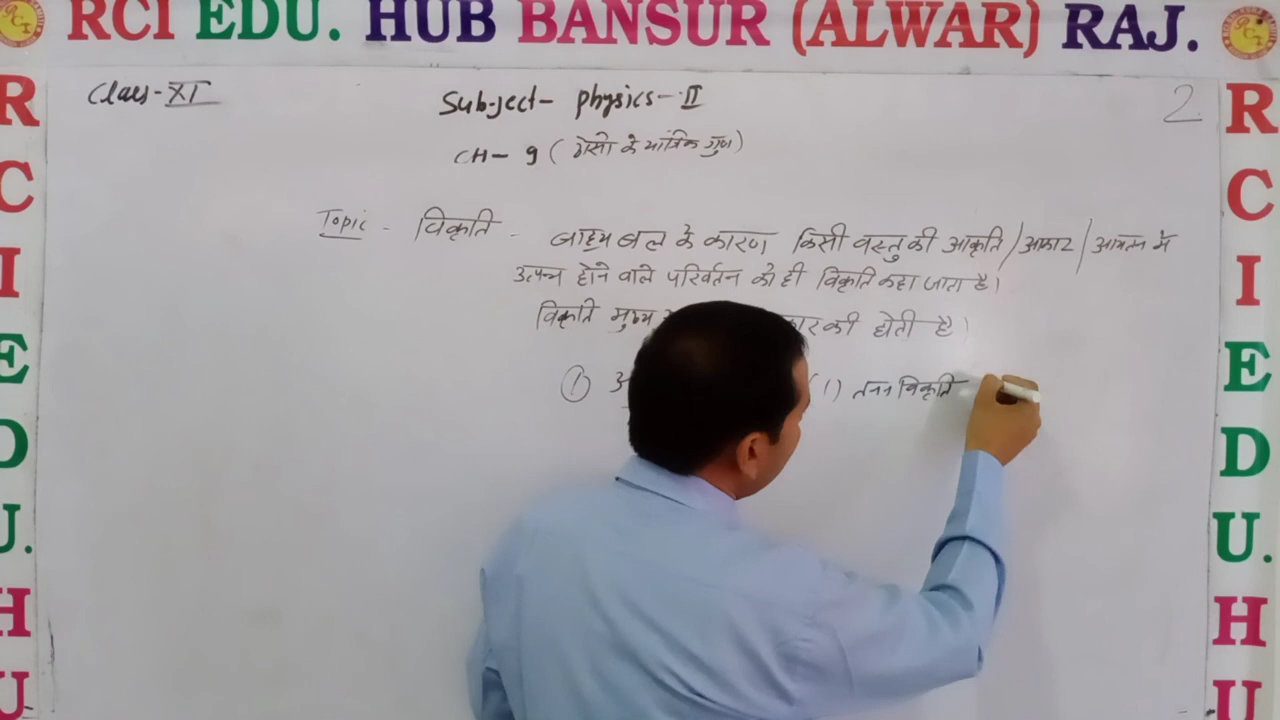 RCI EDU. HUB BANSUR (ALWAR) RAJ.
Class-XI
Subject- Physics-II
2
CH-9 (ठोसो के यांत्रिक गुण)
Topic - विकृति - बाह्य बल के कारण किसी वस्तु की आकृति/आकार/आयतन में
उत्पन्न होने वाले परिवर्तन को ही विकृति कहा जाता है।
विकृति मुख्य की होती है।
① (1) तनन विकृति
R
C
I
E
D
U.
H
U
R
C
I
E
D
U.
H
U